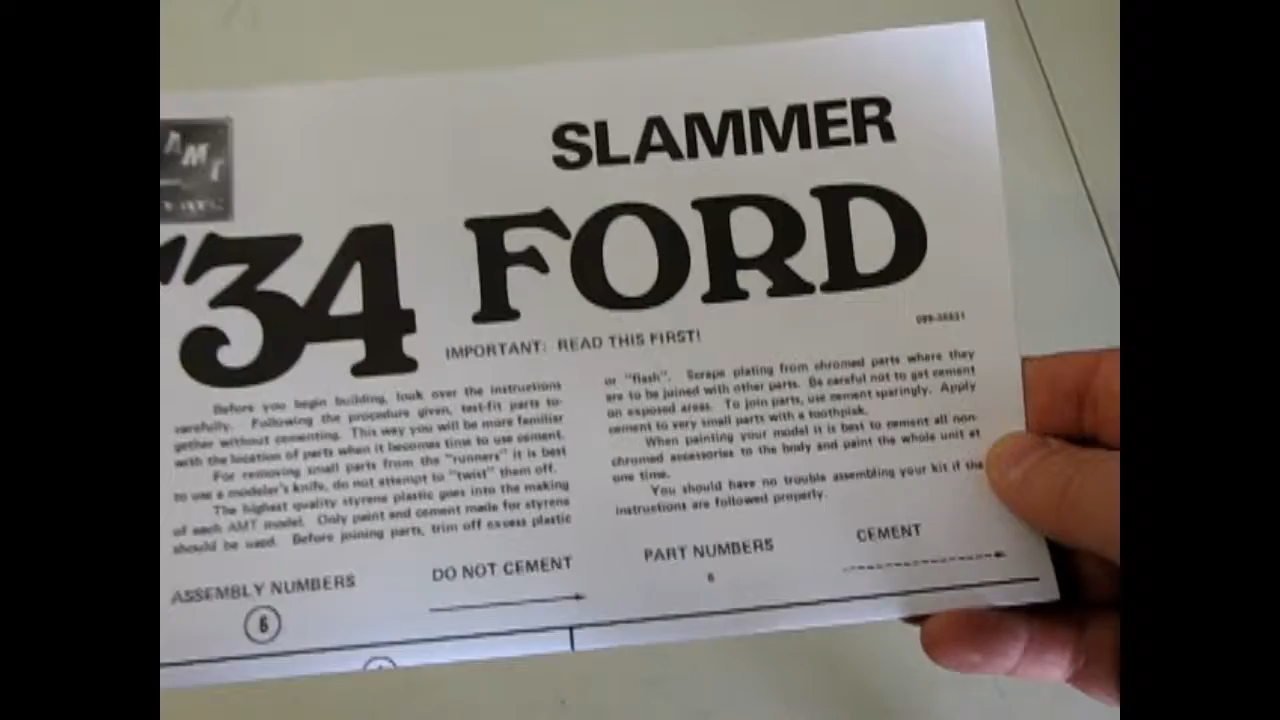 AMT
SLAMMER
'34 FORD
IMPORTANT: READ THIS FIRST!
Before you begin building, look over the instructions
carefully. Following the procedure given, test-fit parts to-
gether without cementing. This way you will be more familiar
with the location of parts when it becomes time to use cement.
For removing small parts from the "runners" it is best
to use a modeler's knife, do not attempt to "twist" them off.
The highest quality styrene plastic goes into the making
of each AMT model. Only paint and cement made for styrene
should be used. Before joining parts, trim off excess plastic
or "flash". Scrape plating from chromed parts where they
are to be joined with other parts. Be careful not to get cement
on exposed areas. To join parts, use cement sparingly. Apply
cement to very small parts with a toothpick.
When painting your model it is best to cement all non-
chromed accessories to the body and paint the whole unit at
one time.
You should have no trouble assembling your kit if the
instructions are followed properly.
ASSEMBLY NUMBERS
6
DO NOT CEMENT
PART NUMBERS
6
CEMENT